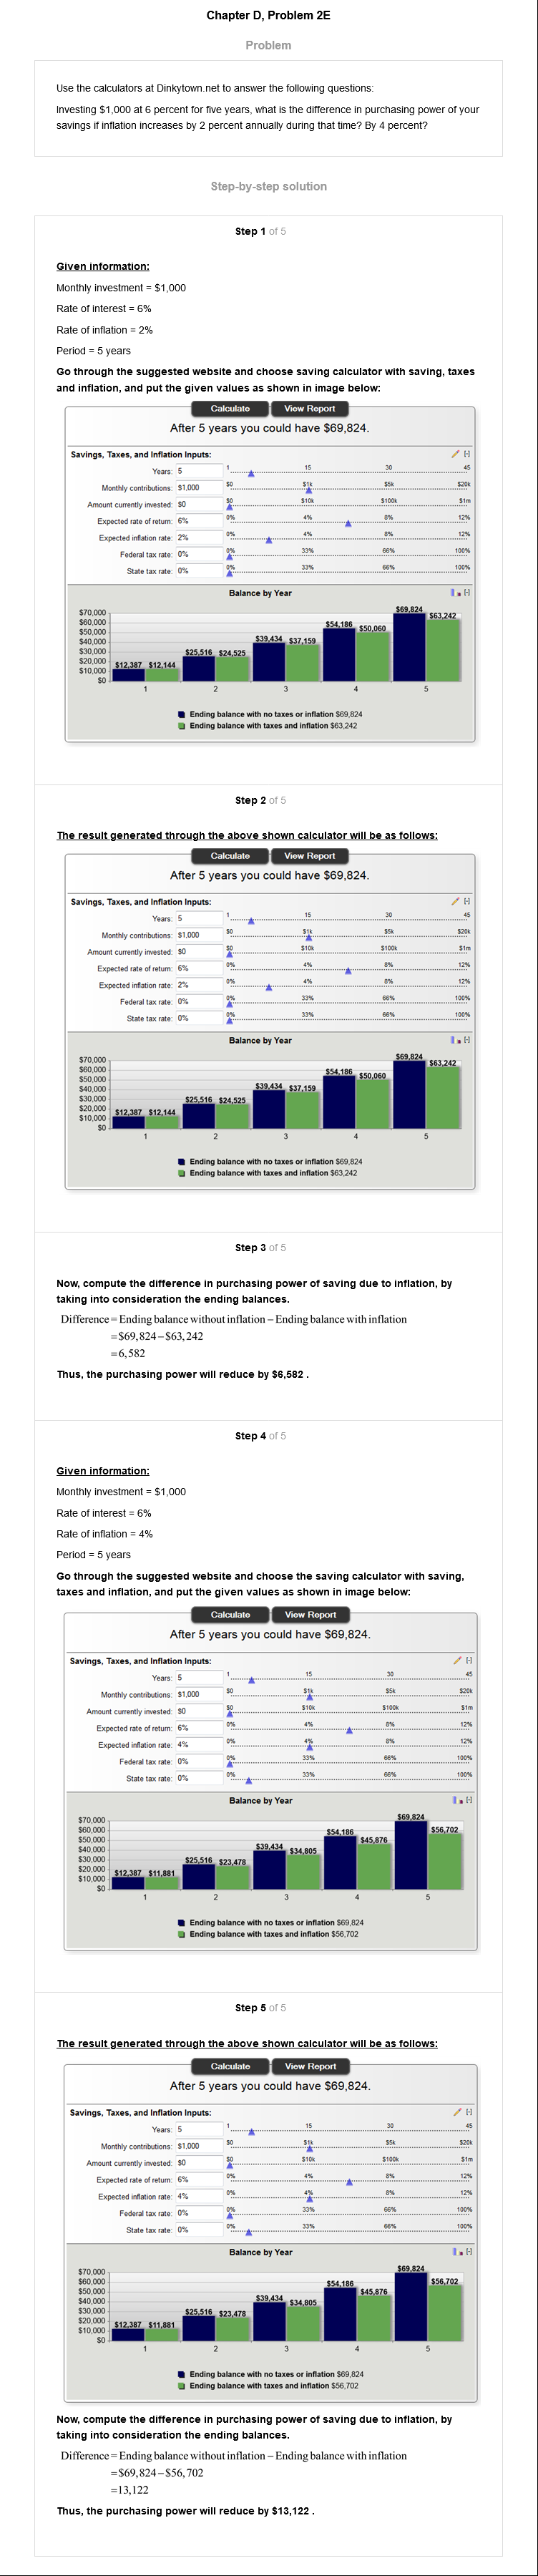 Chapter D, Problem 2E
Problem
Use the calculators at Dinkytown.net to answer the following questions:
Investing $1,000 at 6 percent for five years, what is the difference in purchasing power of your
savings if inflation increases by 2 percent annually during that time? By 4 percent?
Step-by-step solution
Step 1 of 5
Given information:
Monthly investment = $1,000
Rate of interest = 6%
Rate of inflation = 2%
Period = 5 years
Go through the suggested website and choose saving calculator with saving, taxes
and inflation, and put the given values as shown in image below:
Calculate View Report
After 5 years you could have $69,824.
Savings, Taxes, and Inflation Inputs: [-]
Years: 5 1 15 30 45
Monthly contributions: $1,000 $0 $1k $5k $20k
Amount currently invested: $0 $0 $10k $100k $1m
Expected rate of return: 6% 0% 4% 8% 12%
Expected inflation rate: 2% 0% 4% 8% 12%
Federal tax rate: 0% 0% 33% 66% 100%
State tax rate: 0% 0% 33% 66% 100%
Balance by Year [-]
$70,000 $69,824
$60,000 $54,186 $63,242
$50,000 $50,060
$40,000 $39,434 $37,159
$30,000 $25,516 $24,525
$20,000
$10,000 $12,387 $12,144
$0
1 2 3 4 5
Ending balance with no taxes or inflation $69,824
Ending balance with taxes and inflation $63,242
Step 2 of 5
The result generated through the above shown calculator will be as follows:
Calculate View Report
After 5 years you could have $69,824.
Savings, Taxes, and Inflation Inputs: [-]
Years: 5 1 15 30 45
Monthly contributions: $1,000 $0 $1k $5k $20k
Amount currently invested: $0 $0 $10k $100k $1m
Expected rate of return: 6% 0% 4% 8% 12%
Expected inflation rate: 2% 0% 4% 8% 12%
Federal tax rate: 0% 0% 33% 66% 100%
State tax rate: 0% 0% 33% 66% 100%
Balance by Year [-]
$70,000 $69,824
$60,000 $54,186 $63,242
$50,000 $50,060
$40,000 $39,434 $37,159
$30,000 $25,516 $24,525
$20,000
$10,000 $12,387 $12,144
$0
1 2 3 4 5
Ending balance with no taxes or inflation $69,824
Ending balance with taxes and inflation $63,242
Step 3 of 5
Now, compute the difference in purchasing power of saving due to inflation, by
taking into consideration the ending balances.
Difference = Ending balance without inflation − Ending balance with inflation
= $69,824 − $63,242
= 6,582
Thus, the purchasing power will reduce by $6,582 .
Step 4 of 5
Given information:
Monthly investment = $1,000
Rate of interest = 6%
Rate of inflation = 4%
Period = 5 years
Go through the suggested website and choose the saving calculator with saving,
taxes and inflation, and put the given values as shown in image below:
Calculate View Report
After 5 years you could have $69,824.
Savings, Taxes, and Inflation Inputs: [-]
Years: 5 1 15 30 45
Monthly contributions: $1,000 $0 $1k $5k $20k
Amount currently invested: $0 $0 $10k $100k $1m
Expected rate of return: 6% 0% 4% 8% 12%
Expected inflation rate: 4% 0% 4% 8% 12%
Federal tax rate: 0% 0% 33% 66% 100%
State tax rate: 0% 0% 33% 66% 100%
Balance by Year [-]
$70,000 $69,824
$60,000 $54,186 $56,702
$50,000 $45,876
$40,000 $39,434 $34,805
$30,000 $25,516 $23,478
$20,000
$10,000 $12,387 $11,881
$0
1 2 3 4 5
Ending balance with no taxes or inflation $69,824
Ending balance with taxes and inflation $56,702
Step 5 of 5
The result generated through the above shown calculator will be as follows:
Calculate View Report
After 5 years you could have $69,824.
Savings, Taxes, and Inflation Inputs: [-]
Years: 5 1 15 30 45
Monthly contributions: $1,000 $0 $1k $5k $20k
Amount currently invested: $0 $0 $10k $100k $1m
Expected rate of return: 6% 0% 4% 8% 12%
Expected inflation rate: 4% 0% 4% 8% 12%
Federal tax rate: 0% 0% 33% 66% 100%
State tax rate: 0% 0% 33% 66% 100%
Balance by Year [-]
$70,000 $69,824
$60,000 $54,186 $56,702
$50,000 $45,876
$40,000 $39,434 $34,805
$30,000 $25,516 $23,478
$20,000
$10,000 $12,387 $11,881
$0
1 2 3 4 5
Ending balance with no taxes or inflation $69,824
Ending balance with taxes and inflation $56,702
Now, compute the difference in purchasing power of saving due to inflation, by
taking into consideration the ending balances.
Difference = Ending balance without inflation − Ending balance with inflation
= $69,824 − $56,702
= 13,122
Thus, the purchasing power will reduce by $13,122 .